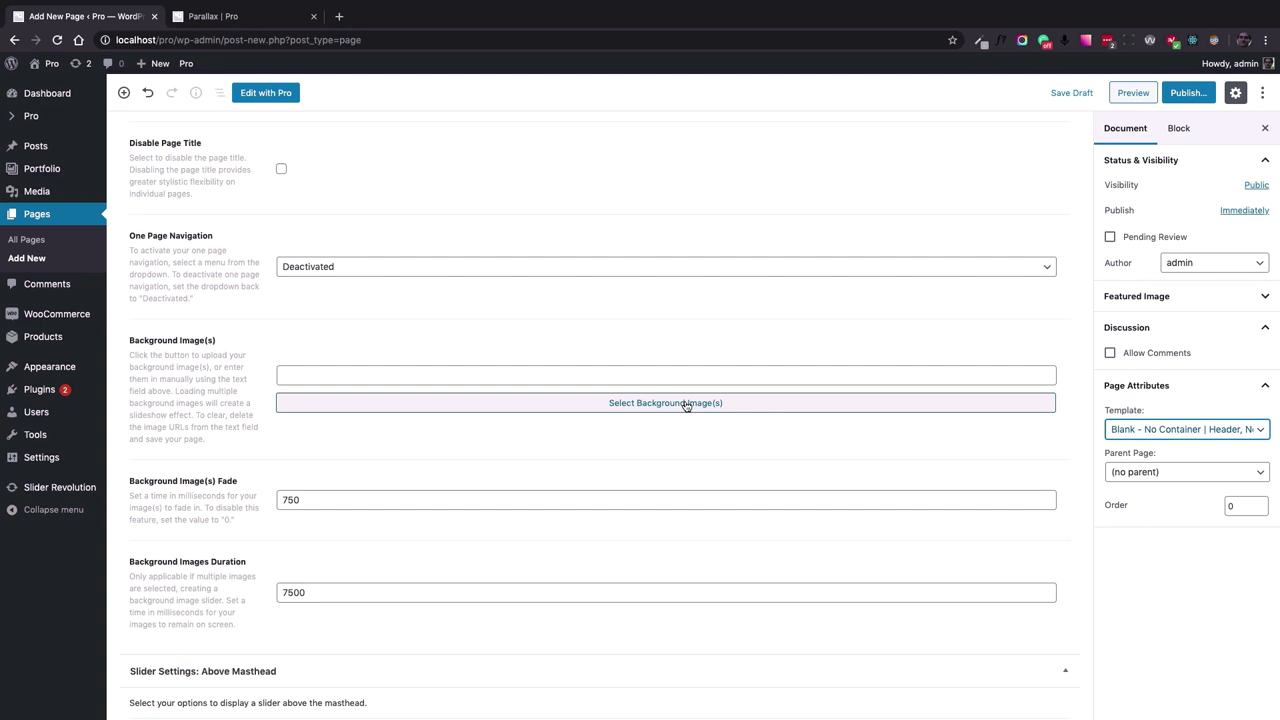 Add New Page ‹ Pro — WordPr
Parallax | Pro
localhost/pro/wp-admin/post-new.php?post_type=page
off
2
Pro
2
0
New
Pro
Howdy, admin
Dashboard
Pro
Posts
Portfolio
Media
Pages
All Pages
Add New
Comments
WooCommerce
Products
Appearance
Plugins 2
Users
Tools
Settings
Slider Revolution
Collapse menu
Edit with Pro
Save Draft
Preview
Publish...
Disable Page Title
Select to disable the page title.
Disabling the page title provides
greater stylistic flexibility on
individual pages.
One Page Navigation
To activate your one page
navigation, select a menu from the
dropdown. To deactivate one page
navigation, set the dropdown back
to "Deactivated."
Deactivated
Background Image(s)
Click the button to upload your
background image(s), or enter
them in manually using the text
field above. Loading multiple
background images will create a
slideshow effect. To clear, delete
the image URLs from the text field
and save your page.
Select Background Image(s)
Background Image(s) Fade
Set a time in milliseconds for your
image(s) to fade in. To disable this
feature, set the value to "0."
750
Background Images Duration
Only applicable if multiple images
are selected, creating a
background image slider. Set a
time in milliseconds for your
images to remain on screen.
7500
Slider Settings: Above Masthead
Select your options to display a slider above the masthead.
Document
Block
Status & Visibility
Visibility
Public
Publish
Immediately
Pending Review
Author
admin
Featured Image
Discussion
Allow Comments
Page Attributes
Template:
Blank - No Container | Header, N
Parent Page:
(no parent)
Order
0